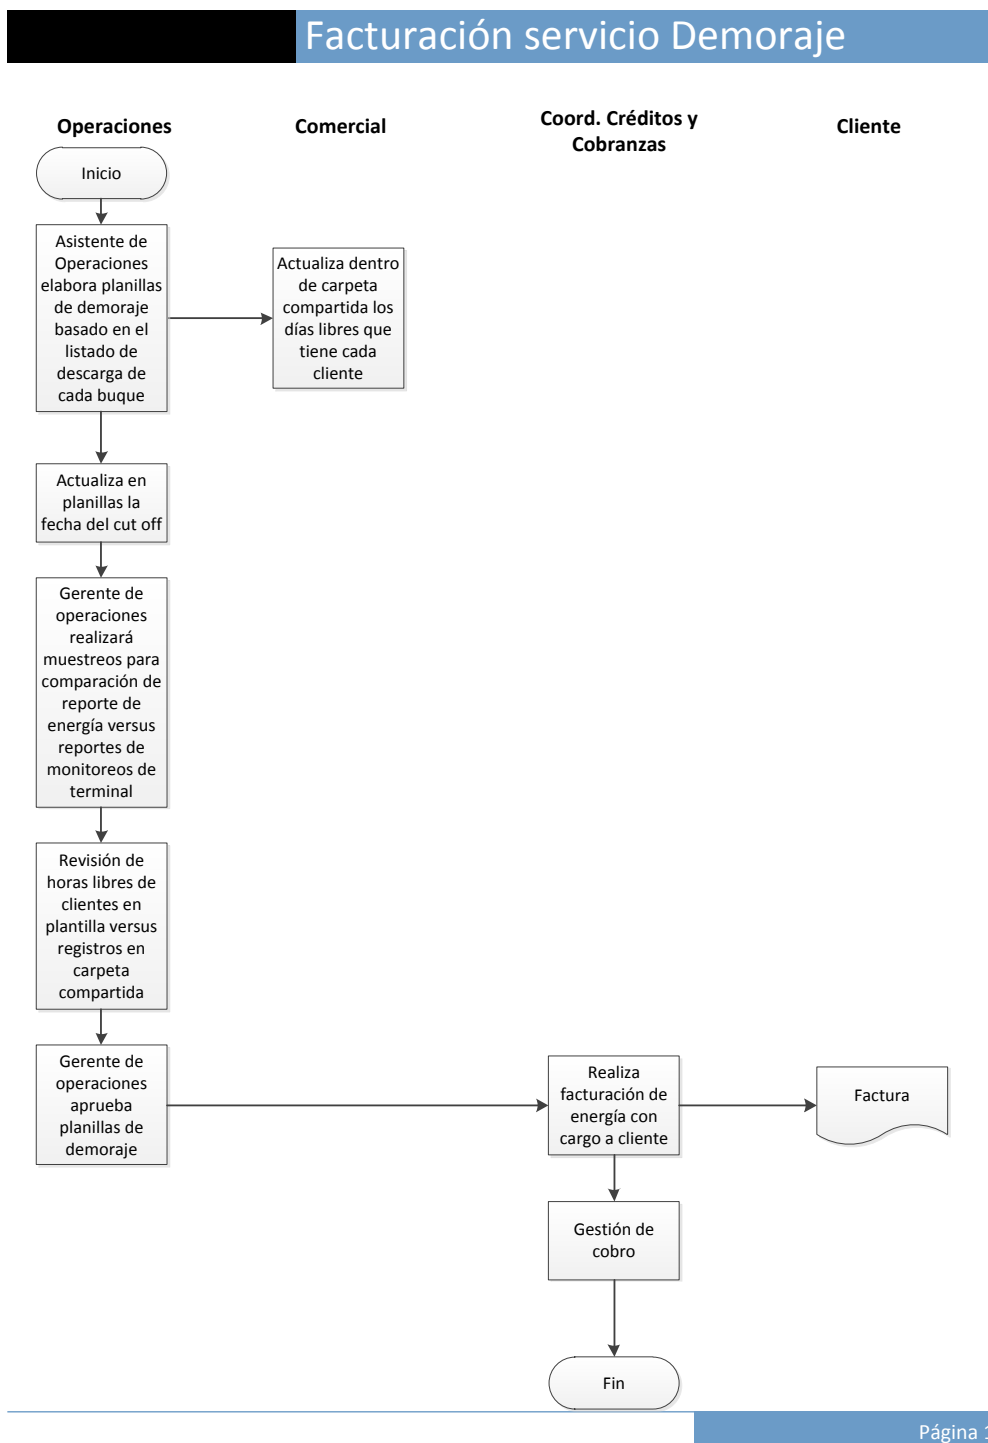 Facturación servicio Demoraje
Operaciones
Comercial
Coord. Créditos y
Cobranzas
Cliente
Inicio
Asistente de
Operaciones
elabora planillas
de demoraje
basado en el
listado de
descarga de
cada buque
Actualiza dentro
de carpeta
compartida los
días libres que
tiene cada
cliente
Actualiza en
planillas la
fecha del cut off
Gerente de
operaciones
realizará
muestreos para
comparación de
reporte de
energía versus
reportes de
monitoreos de
terminal
Revisión de
horas libres de
clientes en
plantilla versus
registros en
carpeta
compartida
Gerente de
operaciones
aprueba
planillas de
demoraje
Realiza
facturación de
energía con
cargo a cliente
Factura
Gestión de
cobro
Fin
Página 1